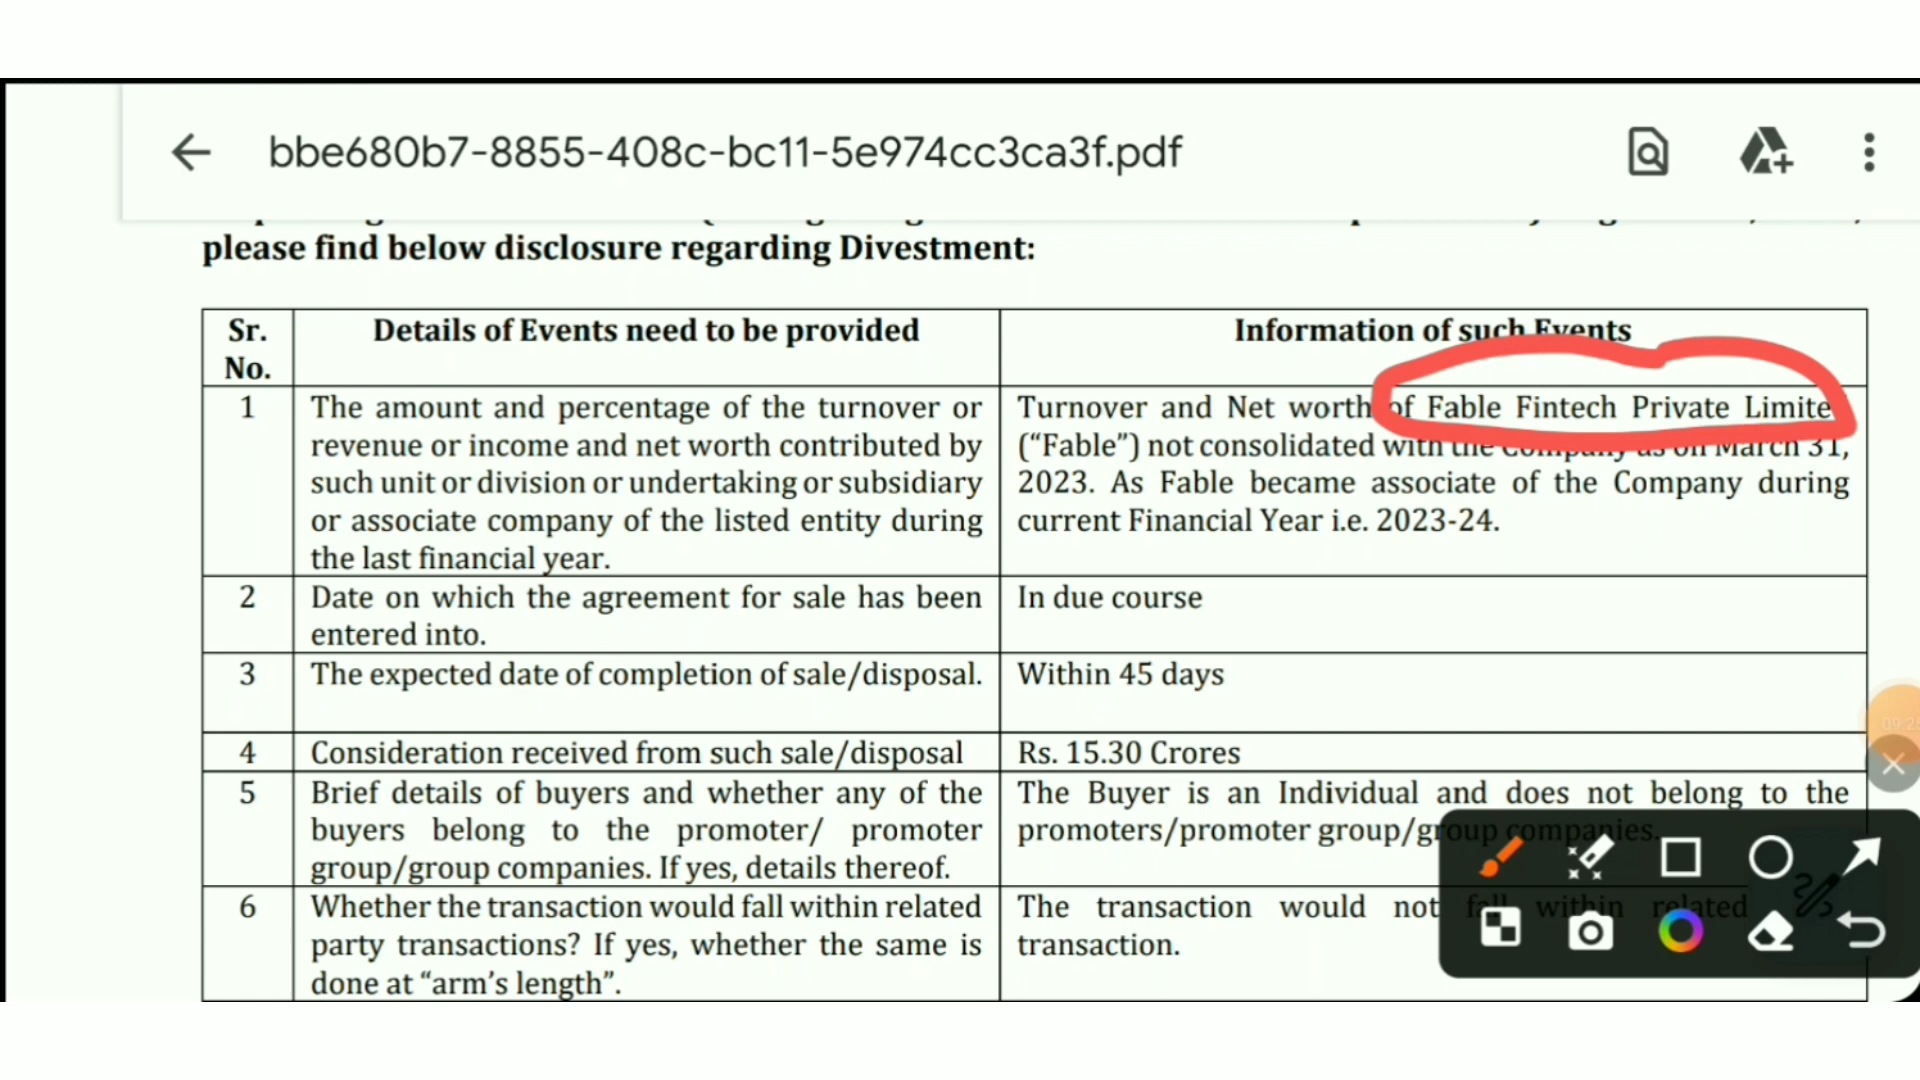 bbe680b7-8855-408c-bc11-5e974cc3ca3f.pdf
please find below disclosure regarding Divestment:
Sr. No.
Details of Events need to be provided
Information of such Events
1
The amount and percentage of the turnover or
revenue or income and net worth contributed by
such unit or division or undertaking or subsidiary
or associate company of the listed entity during
the last financial year.
Turnover and Net worth of Fable Fintech Private Limite
(“Fable”) not consolidated with the Company as on March 31,
2023. As Fable became associate of the Company during
current Financial Year i.e. 2023-24.
2
Date on which the agreement for sale has been
entered into.
In due course
3
The expected date of completion of sale/disposal.
Within 45 days
4
Consideration received from such sale/disposal
Rs. 15.30 Crores
5
Brief details of buyers and whether any of the
buyers belong to the promoter/ promoter
group/group companies. If yes, details thereof.
The Buyer is an Individual and does not belong to the
promoters/promoter group/group companies.
6
Whether the transaction would fall within related
party transactions? If yes, whether the same is
done at “arm’s length”.
The transaction would not fall within related
transaction.